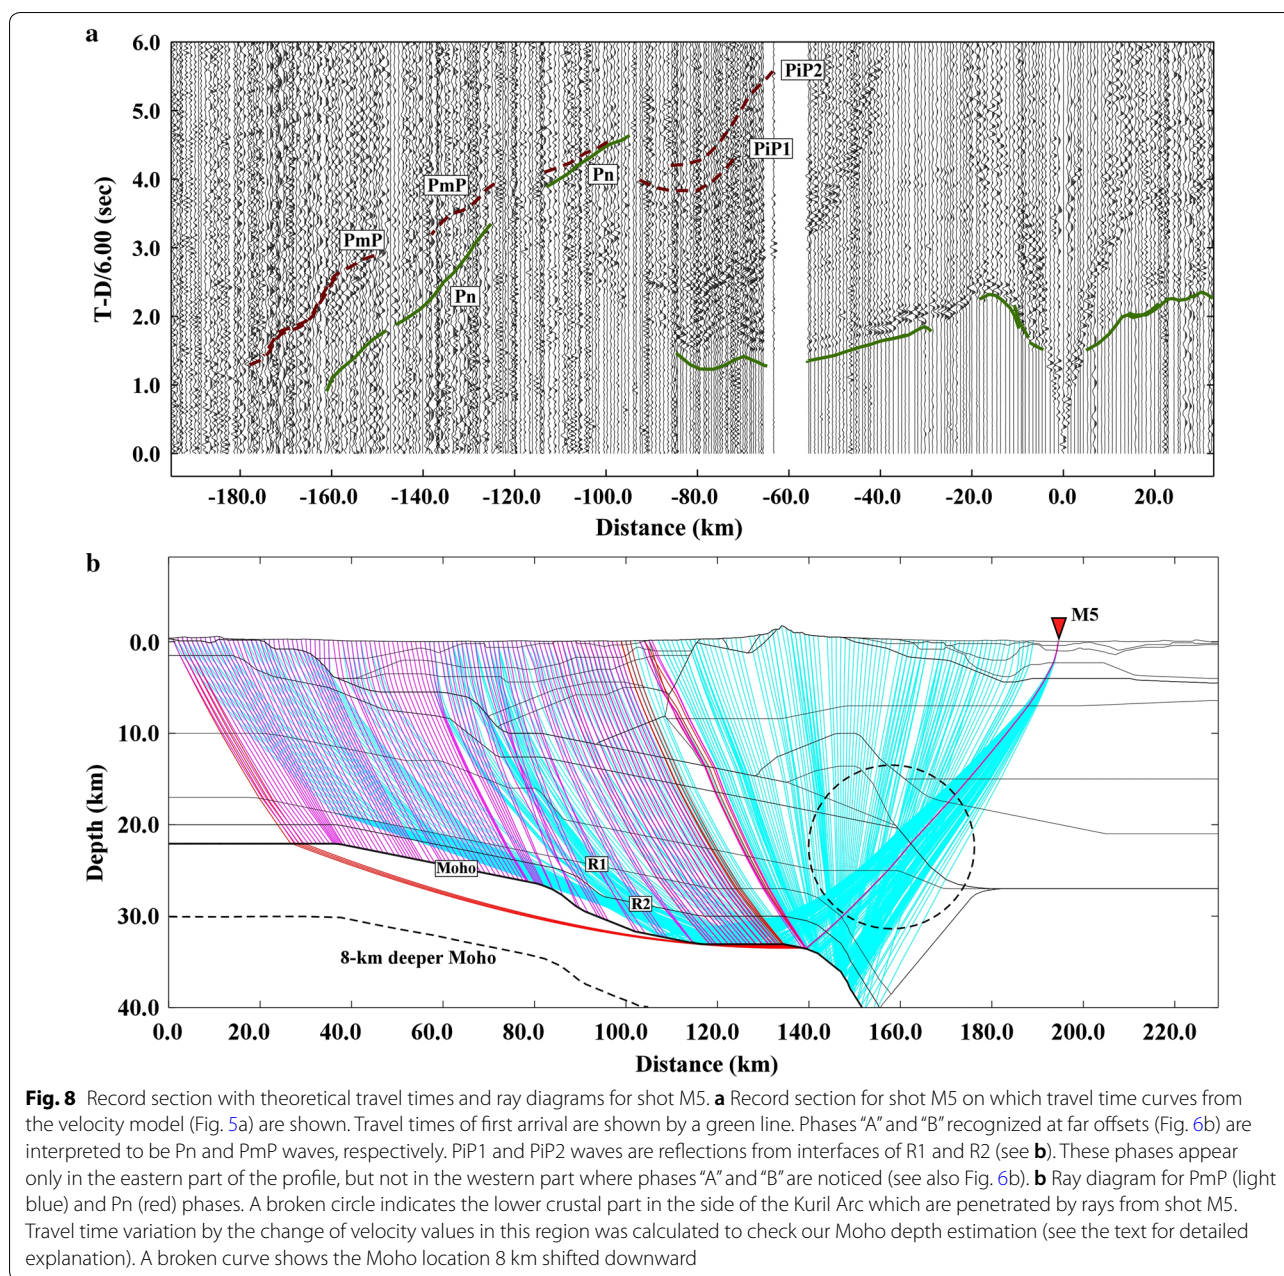 a
6.0
5.0
4.0
3.0
2.0
1.0
0.0
T-D/6.00 (sec)
PiP2
PiP1
Pn
PmP
PmP
Pn
-180.0 -160.0 -140.0 -120.0 -100.0 -80.0 -60.0 -40.0 -20.0 0.0 20.0
Distance (km)
b
M5
0.0
10.0
20.0
30.0
40.0
Depth (km)
R1
Moho
R2
8-km deeper Moho
0.0 20.0 40.0 60.0 80.0 100.0 120.0 140.0 160.0 180.0 200.0 220.0
Distance (km)
Fig. 8 Record section with theoretical travel times and ray diagrams for shot M5. a Record section for shot M5 on which travel time curves from
the velocity model (Fig. 5a) are shown. Travel times of first arrival are shown by a green line. Phases “A” and “B” recognized at far offsets (Fig. 6b) are
interpreted to be Pn and PmP waves, respectively. PiP1 and PiP2 waves are reflections from interfaces of R1 and R2 (see b). These phases appear
only in the eastern part of the profile, but not in the western part where phases “A” and “B” are noticed (see also Fig. 6b). b Ray diagram for PmP (light
blue) and Pn (red) phases. A broken circle indicates the lower crustal part in the side of the Kuril Arc which are penetrated by rays from shot M5.
Travel time variation by the change of velocity values in this region was calculated to check our Moho depth estimation (see the text for detailed
explanation). A broken curve shows the Moho location 8 km shifted downward